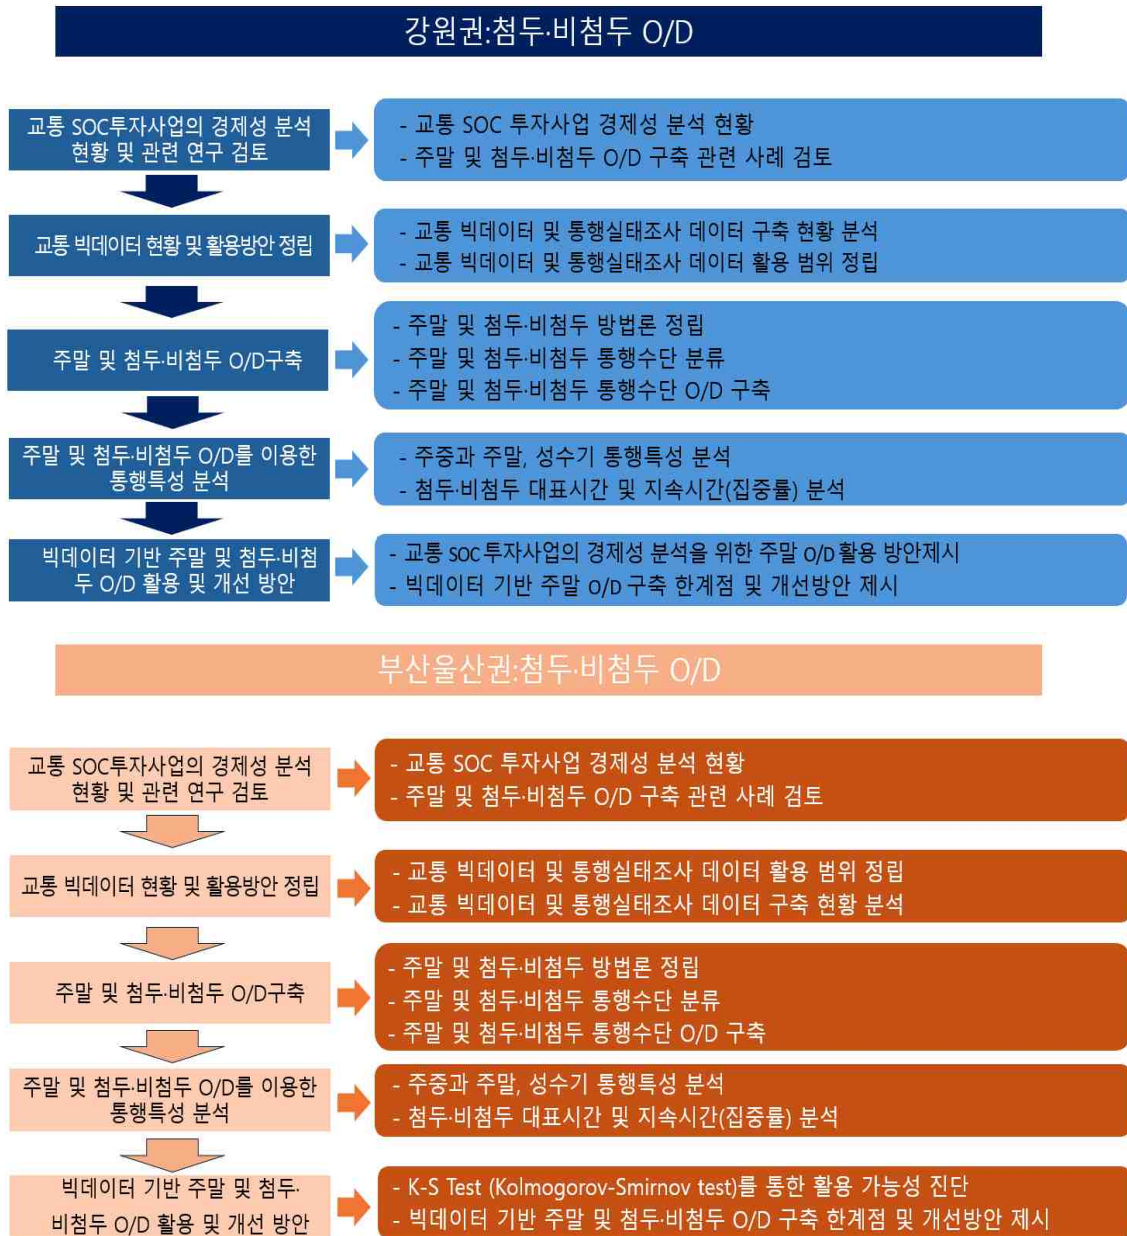 강원권:첨두·비첨두 O/D
교통 SOC투자사업의 경제성 분석
현황 및 관련 연구 검토
- 교통 SOC 투자사업 경제성 분석 현황
- 주말 및 첨두·비첨두 O/D 구축 관련 사례 검토
교통 빅데이터 현황 및 활용방안 정립
- 교통 빅데이터 및 통행실태조사 데이터 구축 현황 분석
- 교통 빅데이터 및 통행실태조사 데이터 활용 범위 정립
주말 및 첨두·비첨두 O/D구축
- 주말 및 첨두·비첨두 방법론 정립
- 주말 및 첨두·비첨두 통행수단 분류
- 주말 및 첨두·비첨두 통행수단 O/D 구축
주말 및 첨두·비첨두 O/D를 이용한
통행특성 분석
- 주중과 주말, 성수기 통행특성 분석
- 첨두·비첨두 대표시간 및 지속시간(집중률) 분석
빅데이터 기반 주말 및 첨두·비첨
두 O/D 활용 및 개선 방안
- 교통 SOC 투자사업의 경제성 분석을 위한 주말 O/D 활용 방안제시
- 빅데이터 기반 주말 O/D 구축 한계점 및 개선방안 제시
부산울산권:첨두·비첨두 O/D
교통 SOC투자사업의 경제성 분석
현황 및 관련 연구 검토
- 교통 SOC 투자사업 경제성 분석 현황
- 주말 및 첨두·비첨두 O/D 구축 관련 사례 검토
교통 빅데이터 현황 및 활용방안 정립
- 교통 빅데이터 및 통행실태조사 데이터 활용 범위 정립
- 교통 빅데이터 및 통행실태조사 데이터 구축 현황 분석
주말 및 첨두·비첨두 O/D구축
- 주말 및 첨두·비첨두 방법론 정립
- 주말 및 첨두·비첨두 통행수단 분류
- 주말 및 첨두·비첨두 통행수단 O/D 구축
주말 및 첨두·비첨두 O/D를 이용한
통행특성 분석
- 주중과 주말, 성수기 통행특성 분석
- 첨두·비첨두 대표시간 및 지속시간(집중률) 분석
빅데이터 기반 주말 및 첨두·
비첨두 O/D 활용 및 개선 방안
- K-S Test (Kolmogorov-Smirnov test)를 통한 활용 가능성 진단
- 빅데이터 기반 주말 및 첨두·비첨두 O/D 구축 한계점 및 개선방안 제시